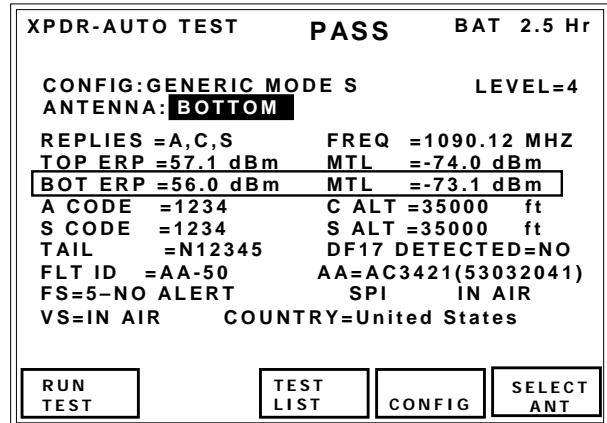 XPDR-AUTO TEST PASS BAT 2.5 Hr
CONFIG:GENERIC MODE S LEVEL=4
ANTENNA: BOTTOM
REPLIES =A,C,S FREQ =1090.12 MHZ
TOP ERP =57.1 dBm MTL =-74.0 dBm
BOT ERP =56.0 dBm MTL =-73.1 dBm
A CODE =1234 C ALT =35000 ft
S CODE =1234 S ALT =35000 ft
TAIL =N12345 DF17 DETECTED=NO
FLT ID =AA-50 AA=AC3421(53032041)
FS=5–NO ALERT SPI IN AIR
VS=IN AIR COUNTRY=United States
RUN TEST
TEST LIST
CONFIG
SELECT ANT